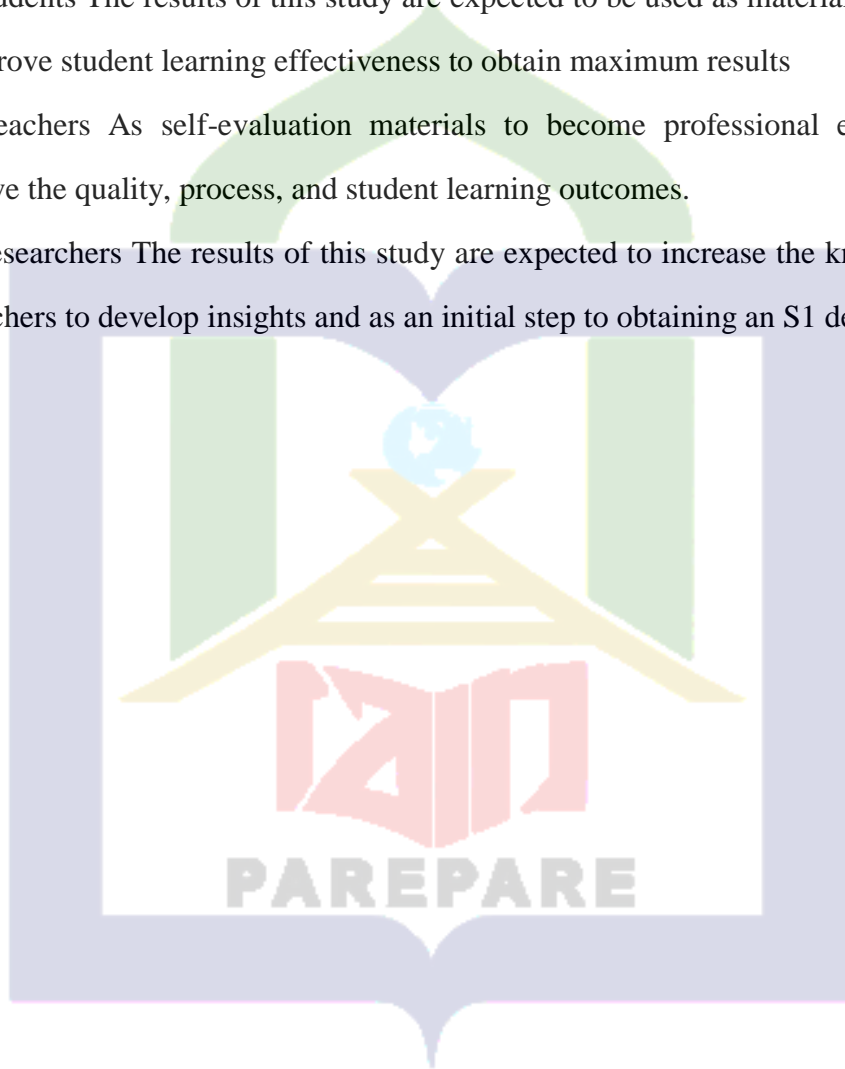 udents The results of this study are expected to be used as material
rove student learning effectiveness to obtain maximum results
eachers As self-evaluation materials to become professional e
ve the quality, process, and student learning outcomes.
esearchers The results of this study are expected to increase the kn
chers to develop insights and as an initial step to obtaining an S1 de
iain
PAREPARE